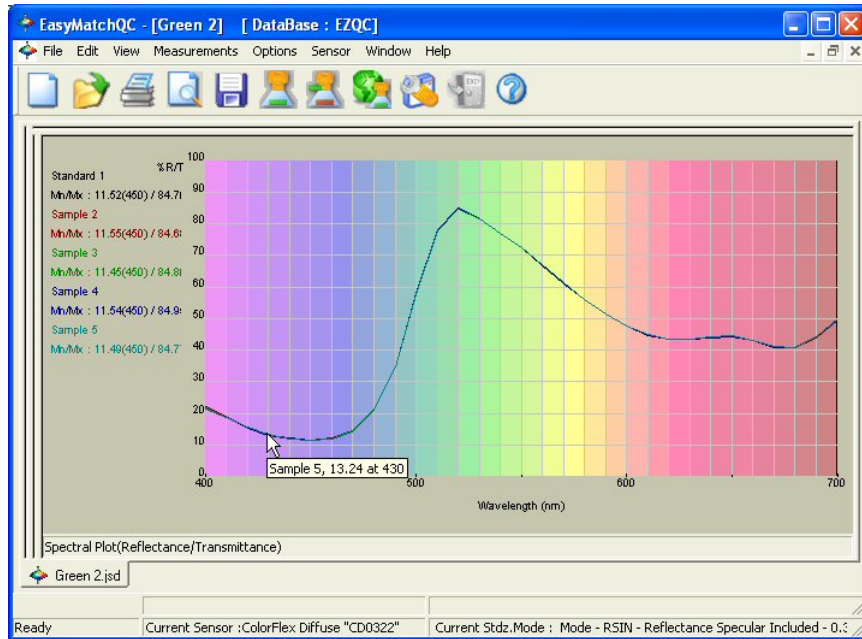 EasyMatchQC - [Green 2] [ DataBase : EZQC]
File Edit View Measurements Options Sensor Window Help
EXIT
%R/T
Standard 1
Mn/Mx : 11.52(450) / 84.7
Sample 2
Mn/Mx : 11.55(450) / 84.6
Sample 3
Mn/Mx : 11.45(450) / 84.8
Sample 4
Mn/Mx : 11.54(450) / 84.9
Sample 5
Mn/Mx : 11.49(450) / 84.7
100
90
80
70
60
50
40
30
20
10
0
400 500 600 700
Sample 5, 13.24 at 430
Wavelength (nm)
Spectral Plot(Reflectance/Transmittance)
Green 2.jsd
Ready Current Sensor :ColorFlex Diffuse "CD0322" Current Stdz.Mode : Mode - RSIN - Reflectance Specular Included - 0.3